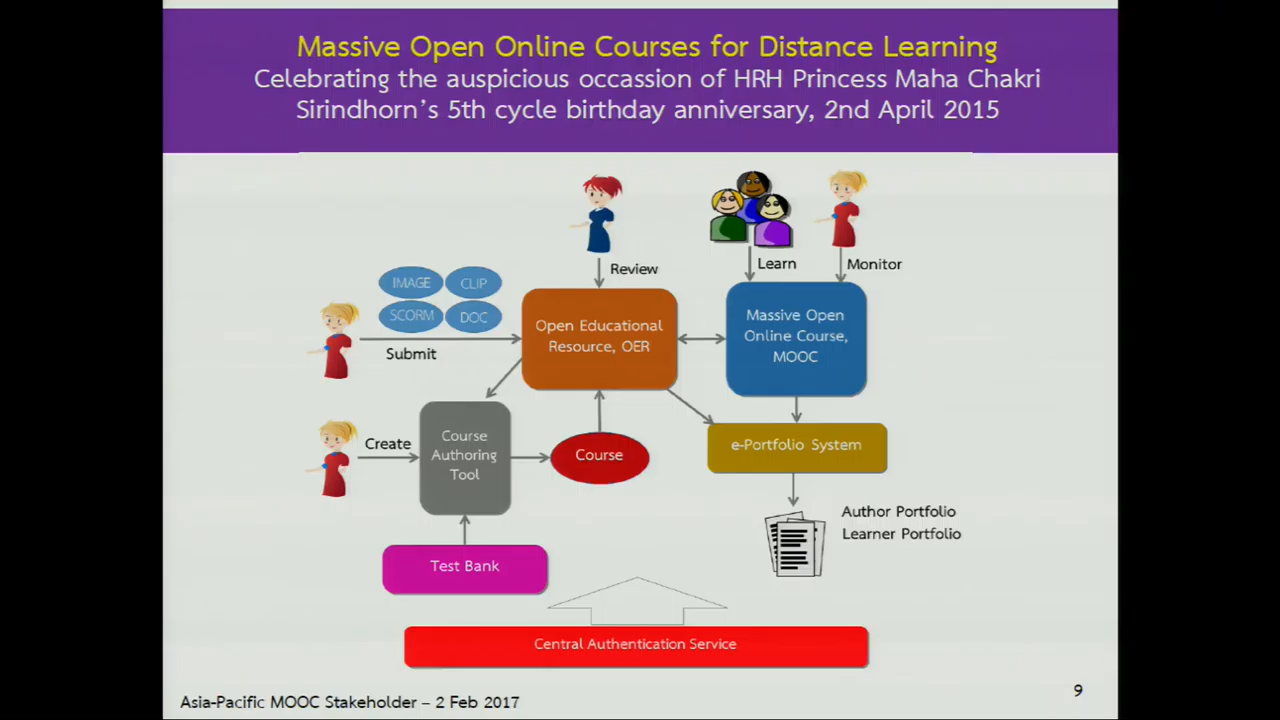 Massive Open Online Courses for Distance Learning
Celebrating the auspicious occassion of HRH Princess Maha Chakri
Sirindhorn's 5th cycle birthday anniversary, 2nd April 2015
Review
Learn
Monitor
IMAGE
CLIP
SCORM
DOC
Submit
Open Educational
Resource, OER
Massive Open
Online Course,
MOOC
Create
Course
Authoring
Tool
Course
e-Portfolio System
Author Portfolio
Learner Portfolio
Test Bank
Central Authentication Service
Asia-Pacific MOOC Stakeholder – 2 Feb 2017
9